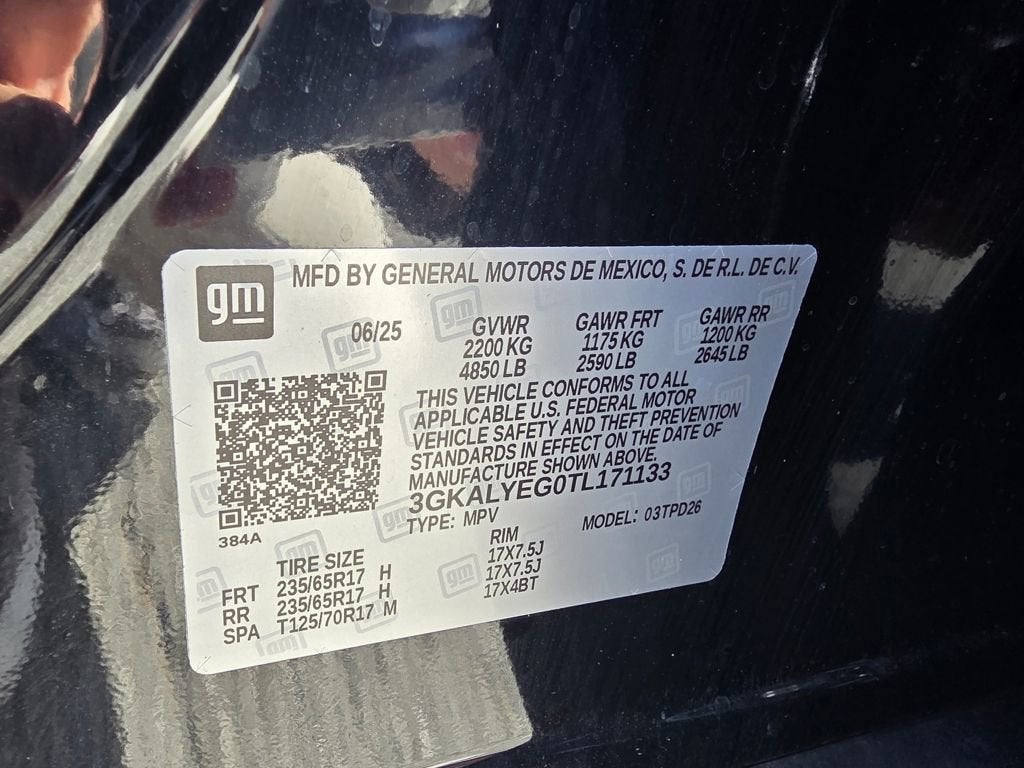 gm
MFD BY GENERAL MOTORS DE MEXICO, S. DE R.L. DE C.V.
06/25
GVWR GAWR FRT GAWR RR
2200 KG 1175 KG 1200 KG
4850 LB 2590 LB 2645 LB
THIS VEHICLE CONFORMS TO ALL
APPLICABLE U.S. FEDERAL MOTOR
VEHICLE SAFETY AND THEFT PREVENTION
STANDARDS IN EFFECT ON THE DATE OF
MANUFACTURE SHOWN ABOVE.
3GKALYEG0TL171133
TYPE: MPV MODEL: 03TPD26
384A
TIRE SIZE RIM
FRT 235/65R17 H 17X7.5J
RR 235/65R17 H 17X7.5J
SPA T125/70R17 M 17X4BT